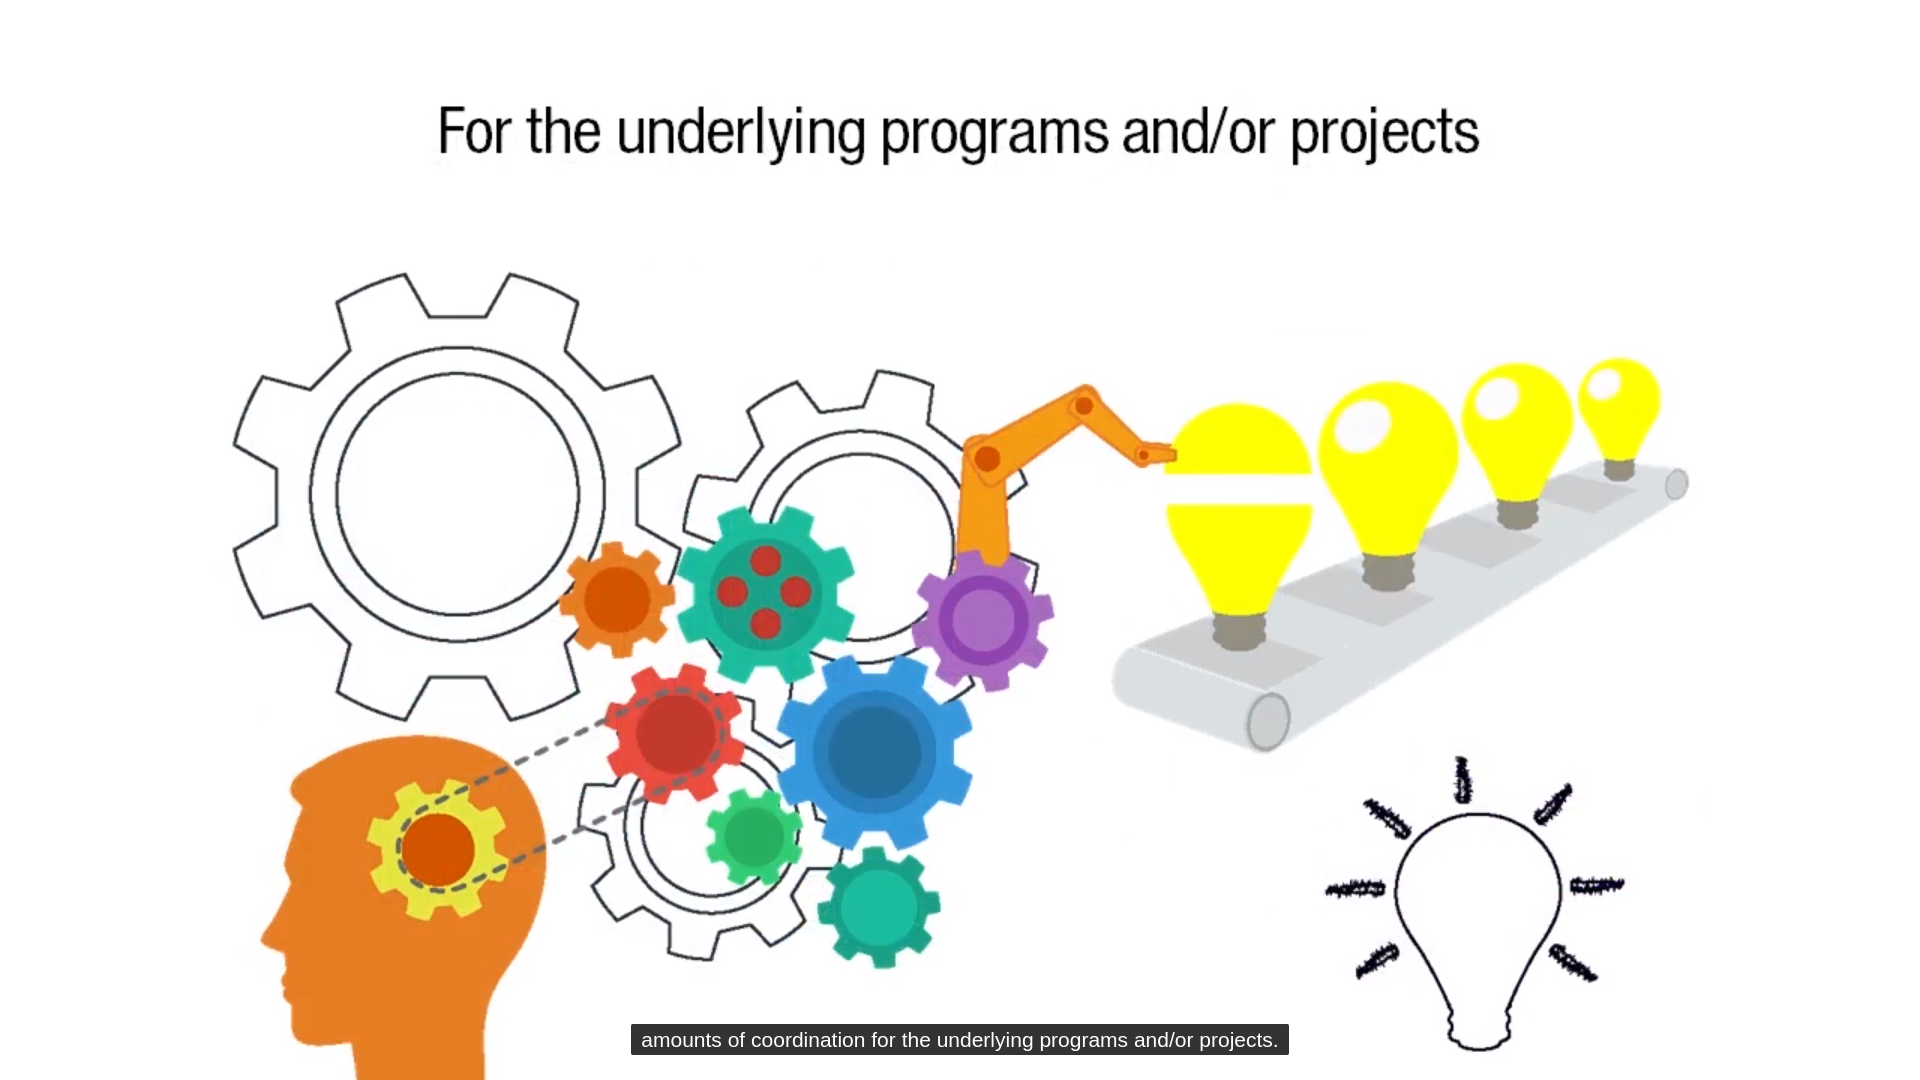 For the underlying programs and/or projects
amounts of coordination for the underlying programs and/or projects.